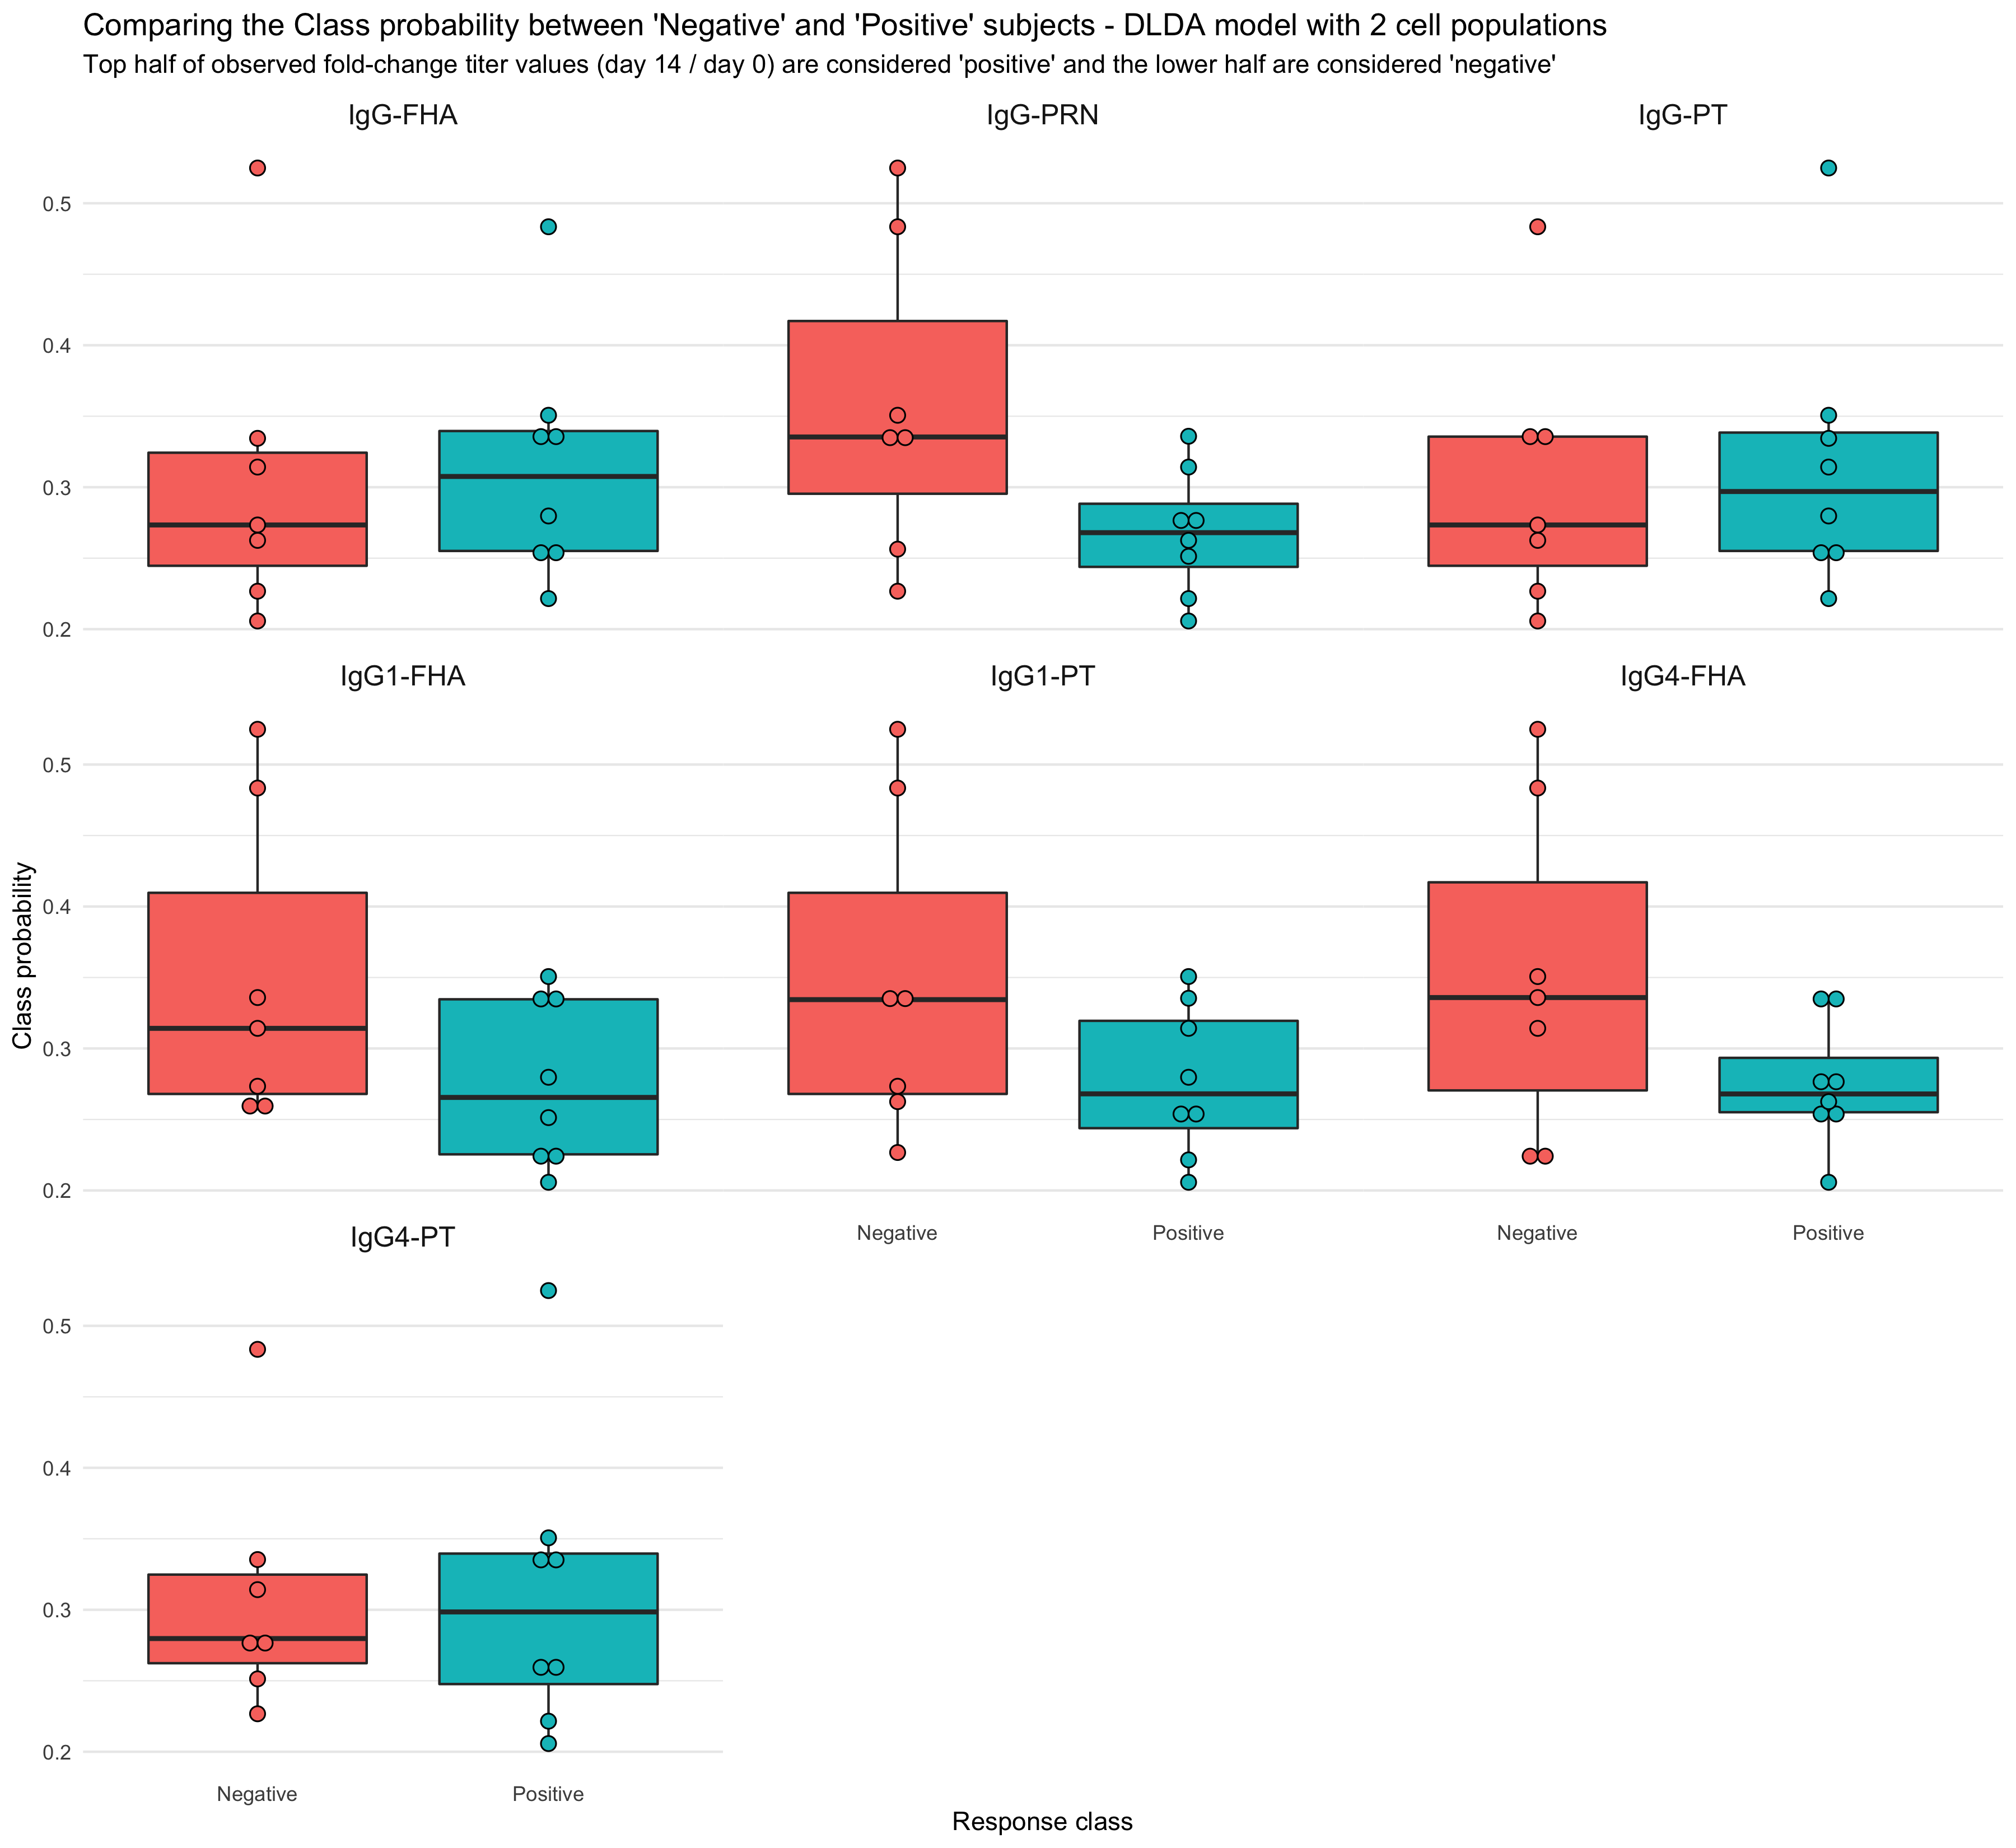 Comparing the Class probability between 'Negative' and 'Positive' subjects - DLDA model with 2 cell populations
Top half of observed fold-change titer values (day 14 / day 0) are considered 'positive' and the lower half are considered 'negative'
IgG-FHA
IgG-PRN
IgG-PT
0.5
0.4
0.3
0.2
IgG1-FHA
IgG1-PT
IgG4-FHA
0.5
0.4
0.3
0.2
Class probability
Negative
Positive
Negative
Positive
IgG4-PT
0.5
0.4
0.3
0.2
Negative
Positive
Response class